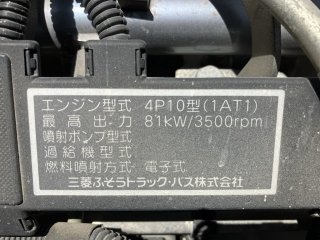 エンジン型式 4P10型(1AT1)
最高出力 81kW/3500rpm
噴射ポンプ型式
過給機型式
燃料噴射方式 電子式
三菱ふそうトラック・バス株式会社